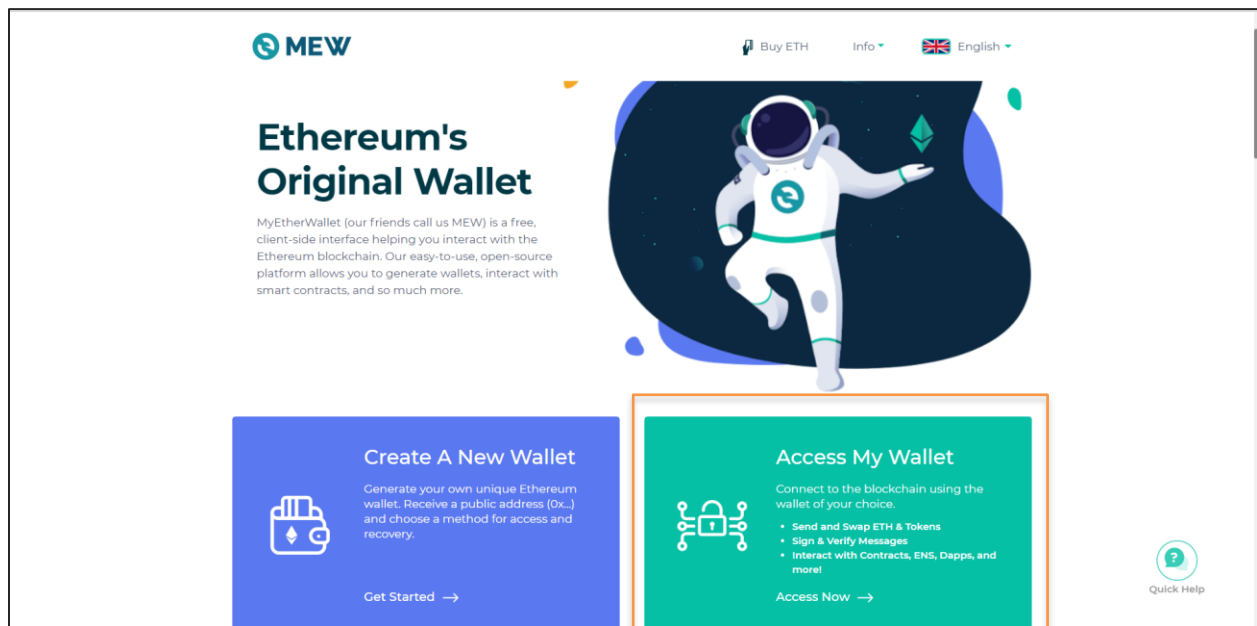 MEW
Buy ETH
Info
English
Ethereum's
Original Wallet
MyEtherWallet (our friends call us MEW) is a free,
client-side interface helping you interact with the
Ethereum blockchain. Our easy-to-use, open-source
platform allows you to generate wallets, interact with
smart contracts, and so much more.
Create A New Wallet
Generate your own unique Ethereum
wallet. Receive a public address (0x...)
and choose a method for access and
recovery.
Get Started →
Access My Wallet
Connect to the blockchain using the
wallet of your choice.
• Send and Swap ETH & Tokens
• Sign & Verify Messages
• Interact with Contracts, ENS, Dapps, and
more!
Access Now →
?
Quick Help